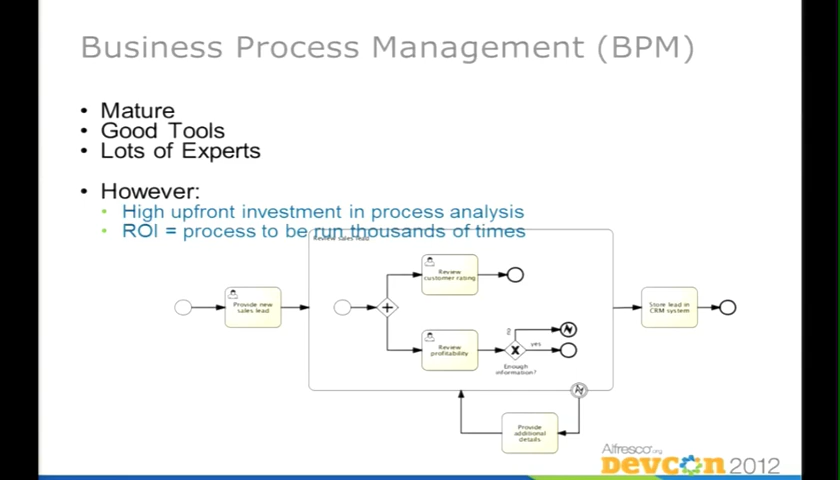 Business Process Management (BPM)
• Mature
• Good Tools
• Lots of Experts
• However:
• High upfront investment in process analysis
• ROI = process to be run thousands of times
Review sales lead
Review
customer rating
Provide new
sales lead
Store lead in
CRM system
no
Review
profitability
yes
Enough
information?
Provide
additional
details
Alfresco.org
DEVCON 2012